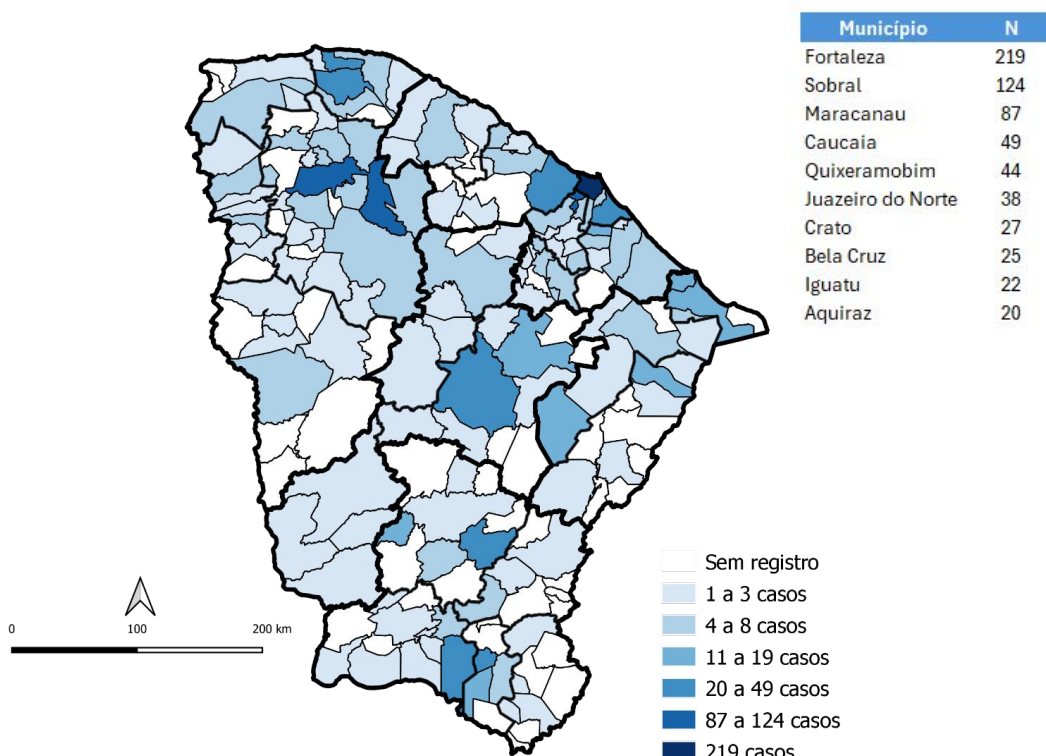 Município N
Fortaleza 219
Sobral 124
Maracanau 87
Caucaia 49
Quixeramobim 44
Juazeiro do Norte 38
Crato 27
Bela Cruz 25
Iguatu 22
Aquiraz 20
Sem registro
1 a 3 casos
4 a 8 casos
11 a 19 casos
20 a 49 casos
87 a 124 casos
219 casos
0 100 200 km